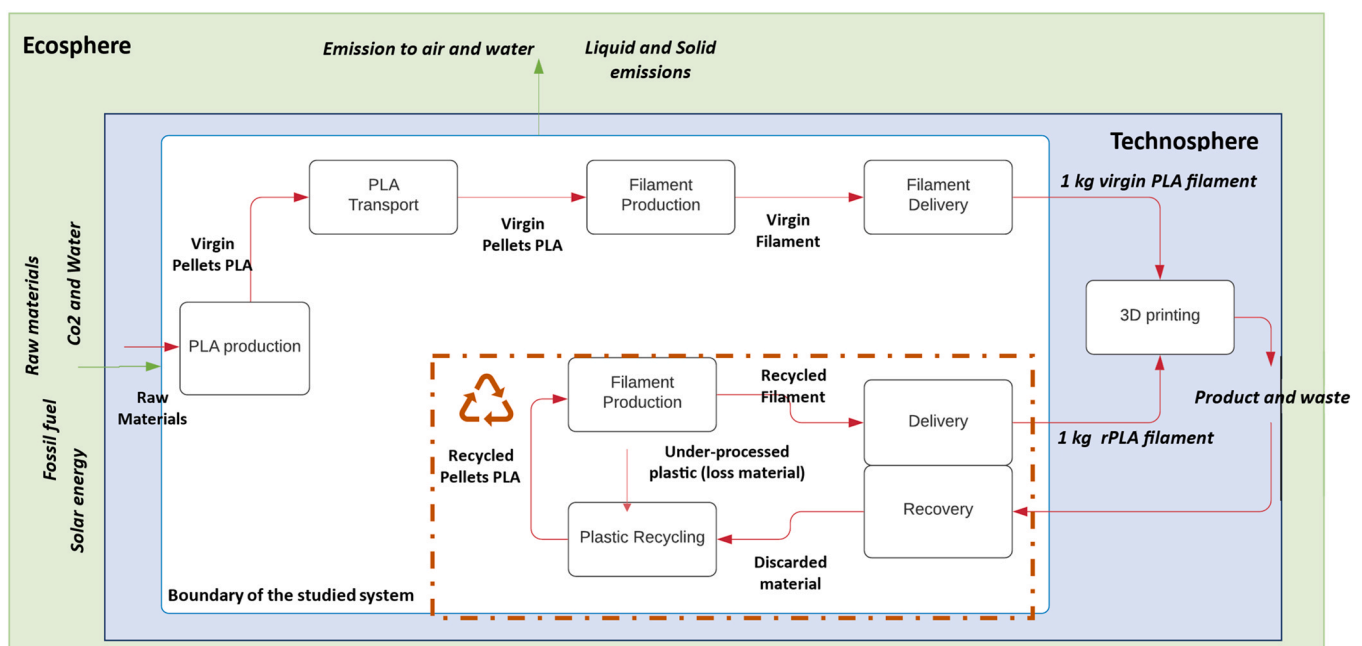 Ecosphere
Emission to air and water
Liquid and Solid
emissions
Technosphere
PLA
Transport
Filament
Production
Filament
Delivery
1 kg virgin PLA filament
Virgin
Pellets PLA
Virgin
Filament
Virgin
Pellets PLA
Raw materials
Co2 and Water
PLA production
3D printing
Raw
Materials
Fossil fuel
Solar energy
Filament
Production
Recycled
Filament
Delivery
Product and waste
1 kg  rPLA filament
Recycled
Pellets PLA
Under-processed
plastic (loss material)
Recovery
Plastic Recycling
Discarded
material
Boundary of the studied system